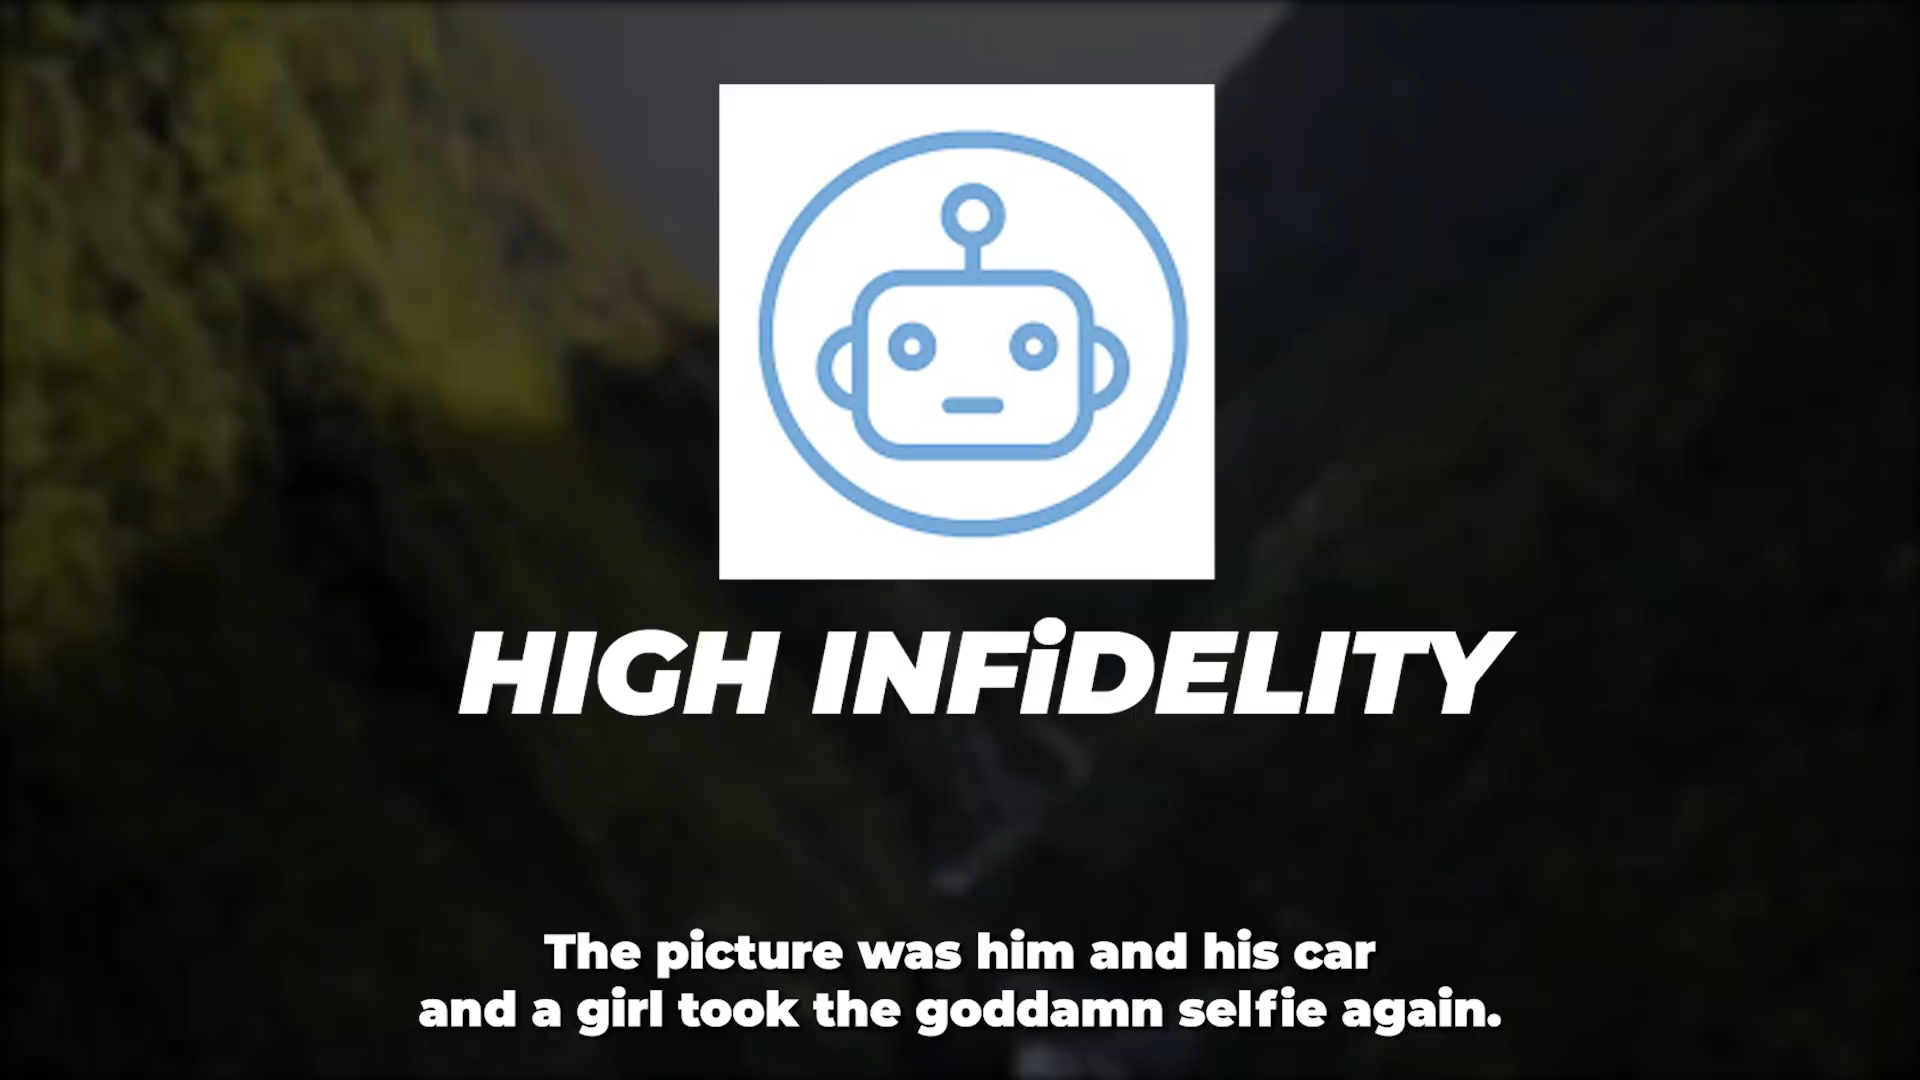 HIGH INFiDELITY
The picture was him and his car
and a girl took the goddamn selfie again.